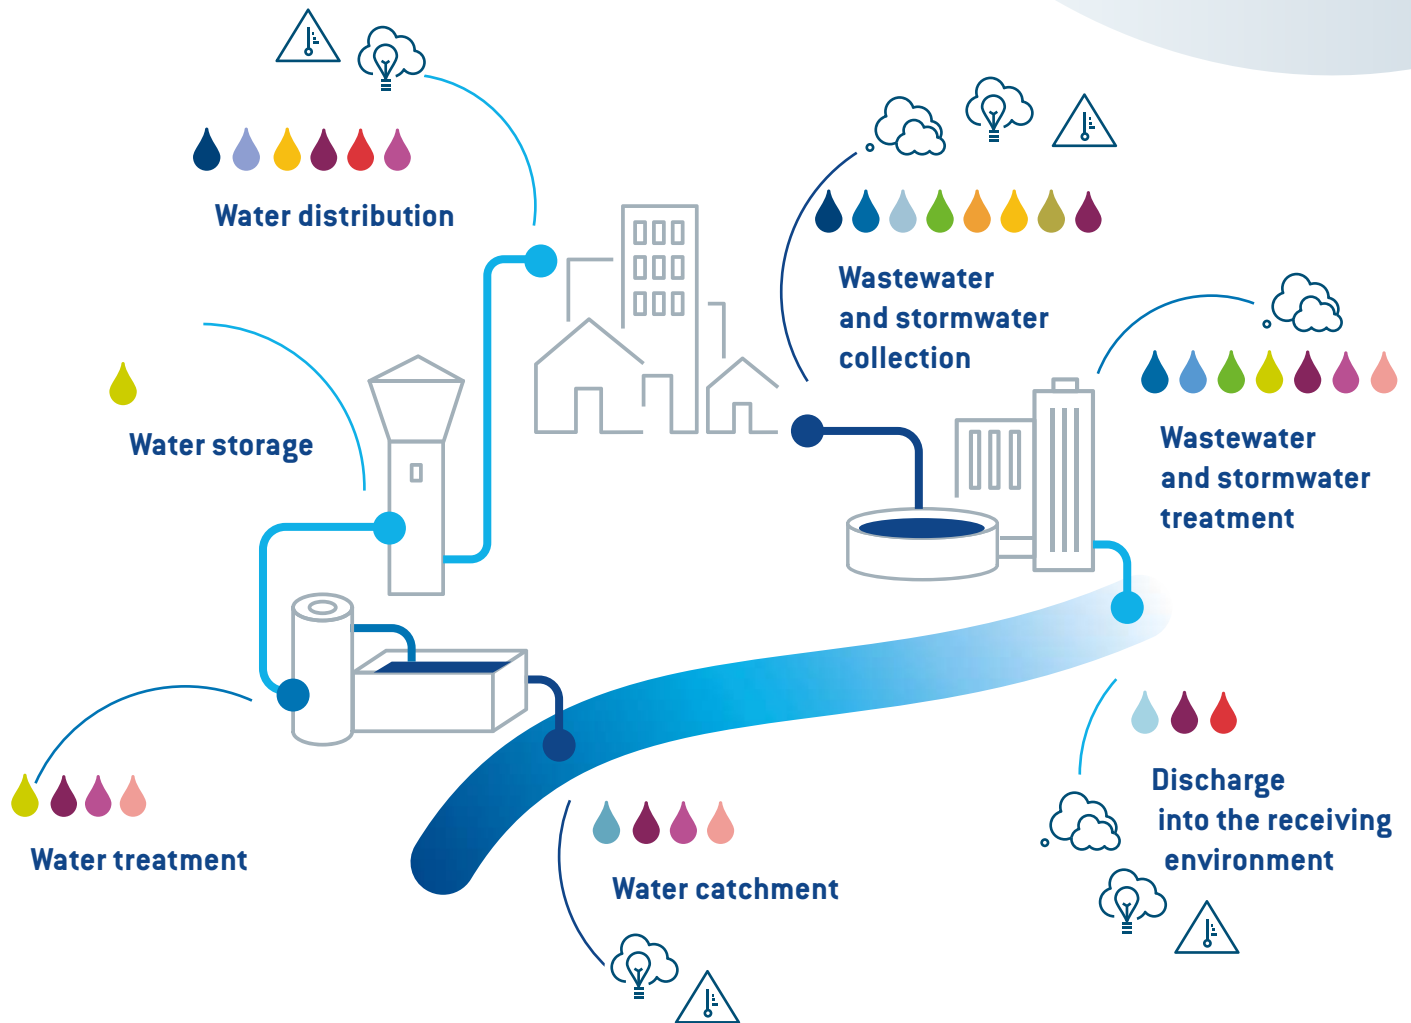 Water distribution
Wastewater
and stormwater
collection
Wastewater
and stormwater
treatment
Water storage
Discharge
into the receiving
environment
Water treatment
Water catchment